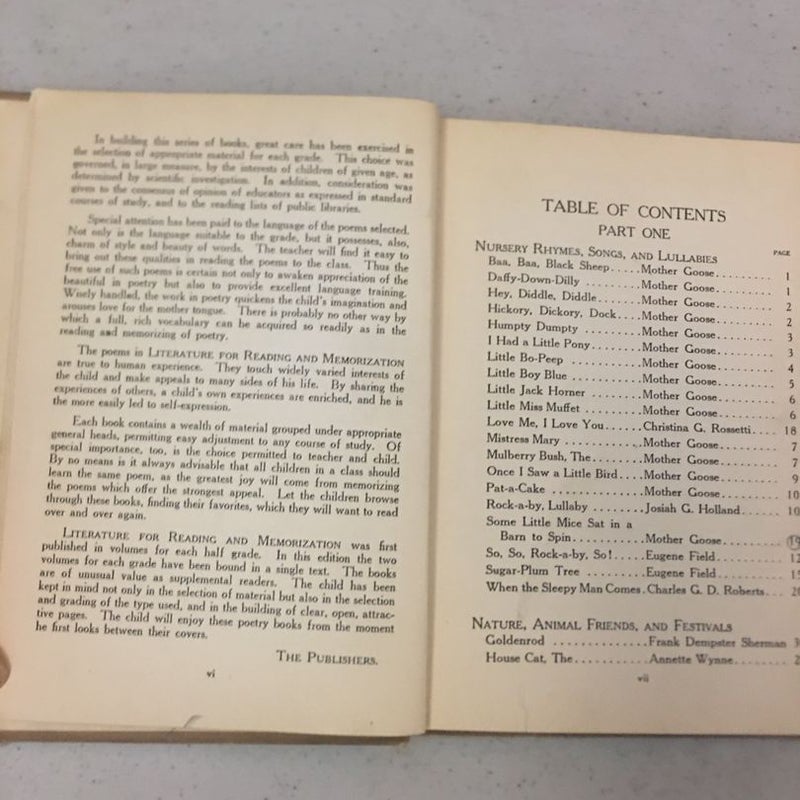 In building this series of books, great care has been exercised in
the selection of appropriate material for each grade. This choice was
governed, in large measure, by the interests of children of given age, as
determined by scientific investigation. In addition, consideration was
given to the consensus of opinion of educators as expressed in standard
courses of study, and to the reading lists of public libraries.
Special attention has been paid to the language of the poems selected.
Not only is the language suitable to the grade, but it possesses, also,
charm of style and beauty of words. The teacher will find it easy to
bring out these qualities in reading the poems to the class. Thus the
free use of such poems is certain not only to awaken appreciation of the
beautiful in poetry but also to provide excellent language training.
Wisely handled, the work in poetry quickens the child's imagination and
arouses love for the mother tongue. There is probably no other way by
which a full, rich vocabulary can be acquired so readily as in the
reading and memorizing of poetry.
The poems in LITERATURE FOR READING AND MEMORIZATION
are true to human experience. They touch widely varied interests of
the child and make appeals to many sides of his life. By sharing the
experiences of others, a child's own experiences are enriched, and he is
the more easily led to self-expression.
Each book contains a wealth of material grouped under appropriate
general heads, permitting easy adjustment to any course of study. Of
special importance, too, is the choice permitted to teacher and child.
By no means is it always advisable that all children in a class should
learn the same poem, as the greatest joy will come from memorizing
the poems which offer the strongest appeal. Let the children browse
through these books, finding their favorites, which they will want to read
over and over again.
LITERATURE FOR READING AND MEMORIZATION was first
published in volumes for each half grade. In this edition the two
volumes for each grade have been bound in a single text. The books
are of unusual value as supplemental readers. The child has been
kept in mind not only in the selection of material but also in the selection
and grading of the type used, and in the building of clear, open, attrac-
tive pages. The child will enjoy these poetry books from the moment
he first looks between their covers.
THE PUBLISHERS.
vi
TABLE OF CONTENTS
PART ONE
PAGE
NURSERY RHYMES, SONGS, AND LULLABIES
Baa, Baa, Black Sheep.....Mother Goose......... 1
Daffy-Down-Dilly ........Mother Goose......... 1
Hey, Diddle, Diddle.......Mother Goose......... 2
Hickory, Dickory, Dock....Mother Goose......... 2
Humpty Dumpty .........Mother Goose......... 3
I Had a Little Pony.......Mother Goose......... 3
Little Bo-Peep ..........Mother Goose......... 4
Little Boy Blue ..........Mother Goose......... 5
Little Jack Horner ........Mother Goose......... 6
Little Miss Muffet ........Mother Goose......... 6
Love Me, I Love You......Christina G. Rossetti.... 18
Mistress Mary ...........Mother Goose......... 7
Mulberry Bush, The.......Mother Goose......... 7
Once I Saw a Little Bird....Mother Goose......... 9
Pat-a-Cake .............Mother Goose......... 10
Rock-a-by, Lullaby .......Josiah G. Holland...... 10
Some Little Mice Sat in a
Barn to Spin...........Mother Goose......... 19
So, So, Rock-a-by, So!.....Eugene Field......... 12
Sugar-Plum Tree .........Eugene Field.........
When the Sleepy Man Comes.Charles G. D. Roberts...
NATURE, ANIMAL FRIENDS, AND FESTIVALS
Goldenrod .............Frank Dempster Sherman
House Cat, The...........Annette Wynne........
vii